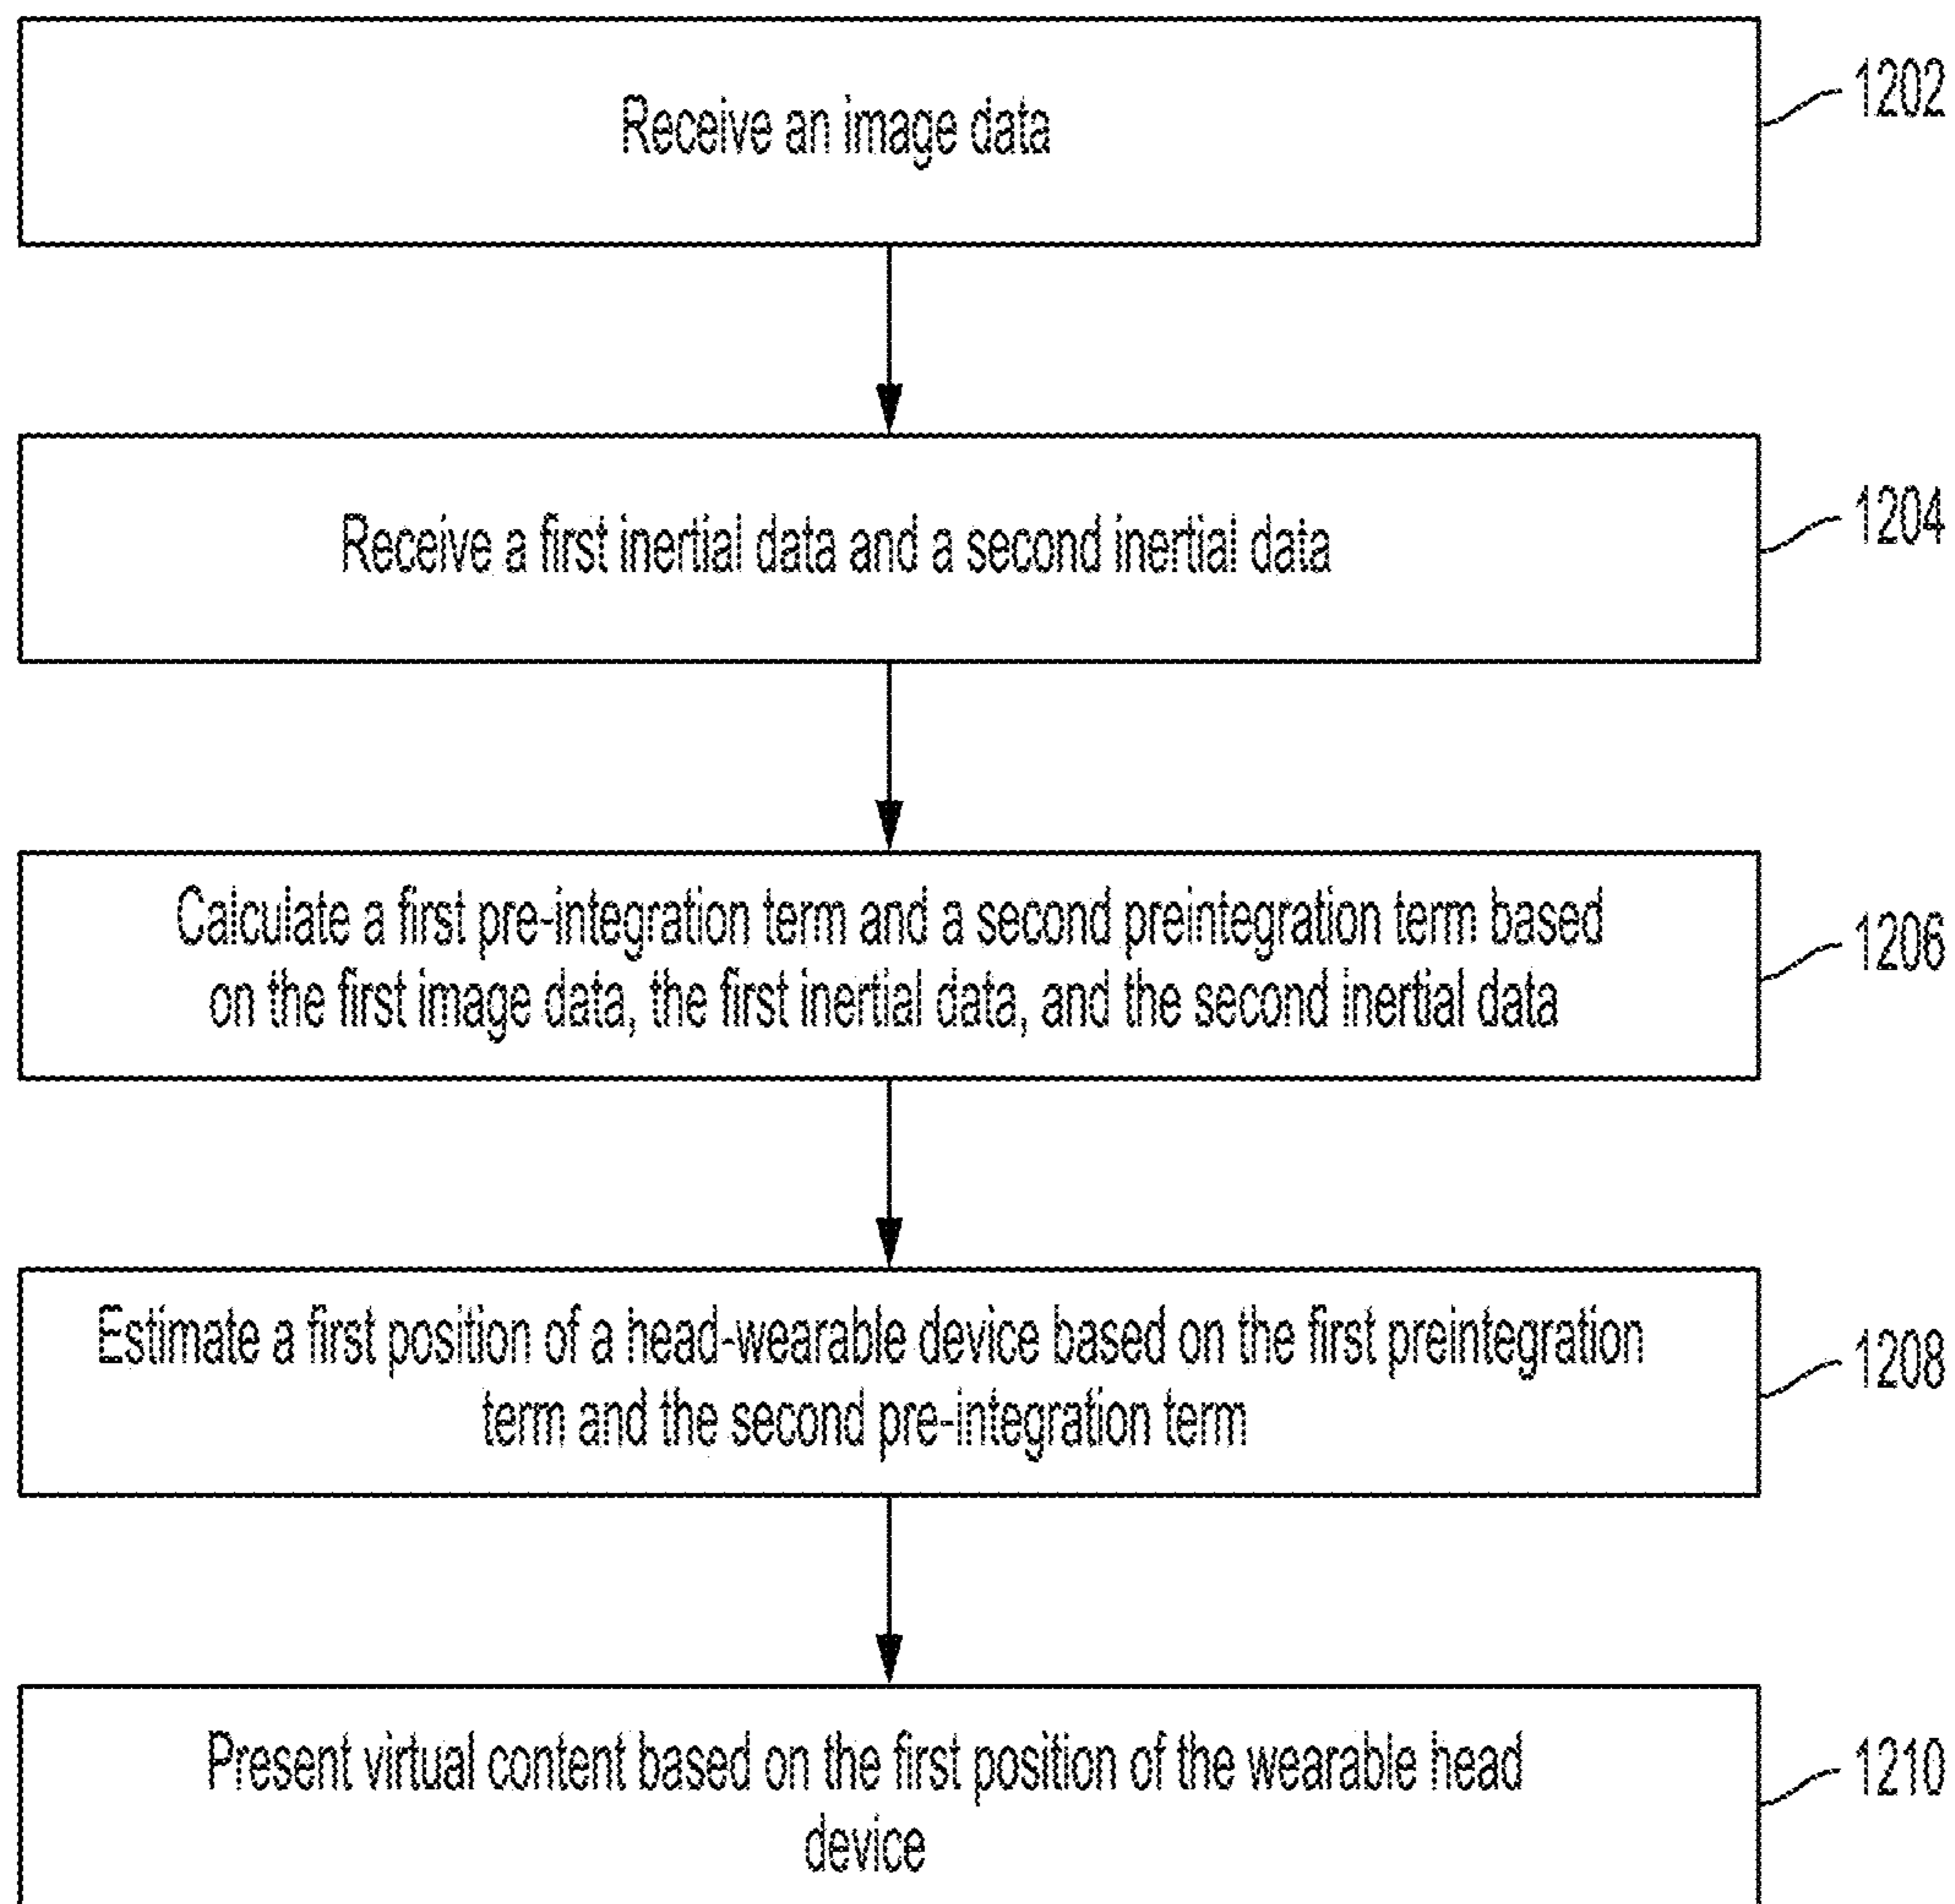 Receive an image data
1202
Receive a first inertial data and a second inertial data
1204
Calculate a first pre-integration term and a second preintegration term based
on the first image data, the first inertial data, and the second inertial data
1206
Estimate a first position of a head-wearable device based on the first preintegration
term and the second pre-integration term
1208
Present virtual content based on the first position of the wearable head
device
1210